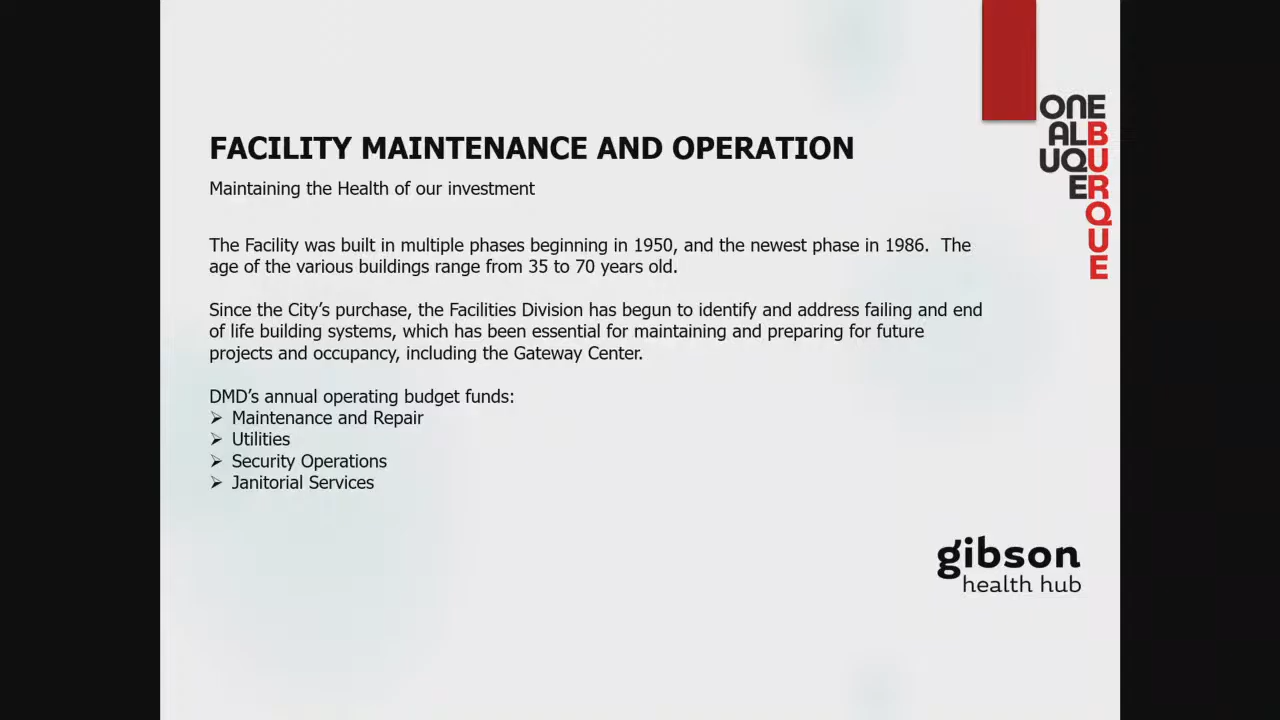 FACILITY MAINTENANCE AND OPERATION
Maintaining the Health of our investment
The Facility was built in multiple phases beginning in 1950, and the newest phase in 1986.  The
age of the various buildings range from 35 to 70 years old.
Since the City's purchase, the Facilities Division has begun to identify and address failing and end
of life building systems, which has been essential for maintaining and preparing for future
projects and occupancy, including the Gateway Center.
DMD's annual operating budget funds:
➢ Maintenance and Repair
➢ Utilities
➢ Security Operations
➢ Janitorial Services
ONE
ALB
UQU
ER
Q
U
E
gibson
health hub